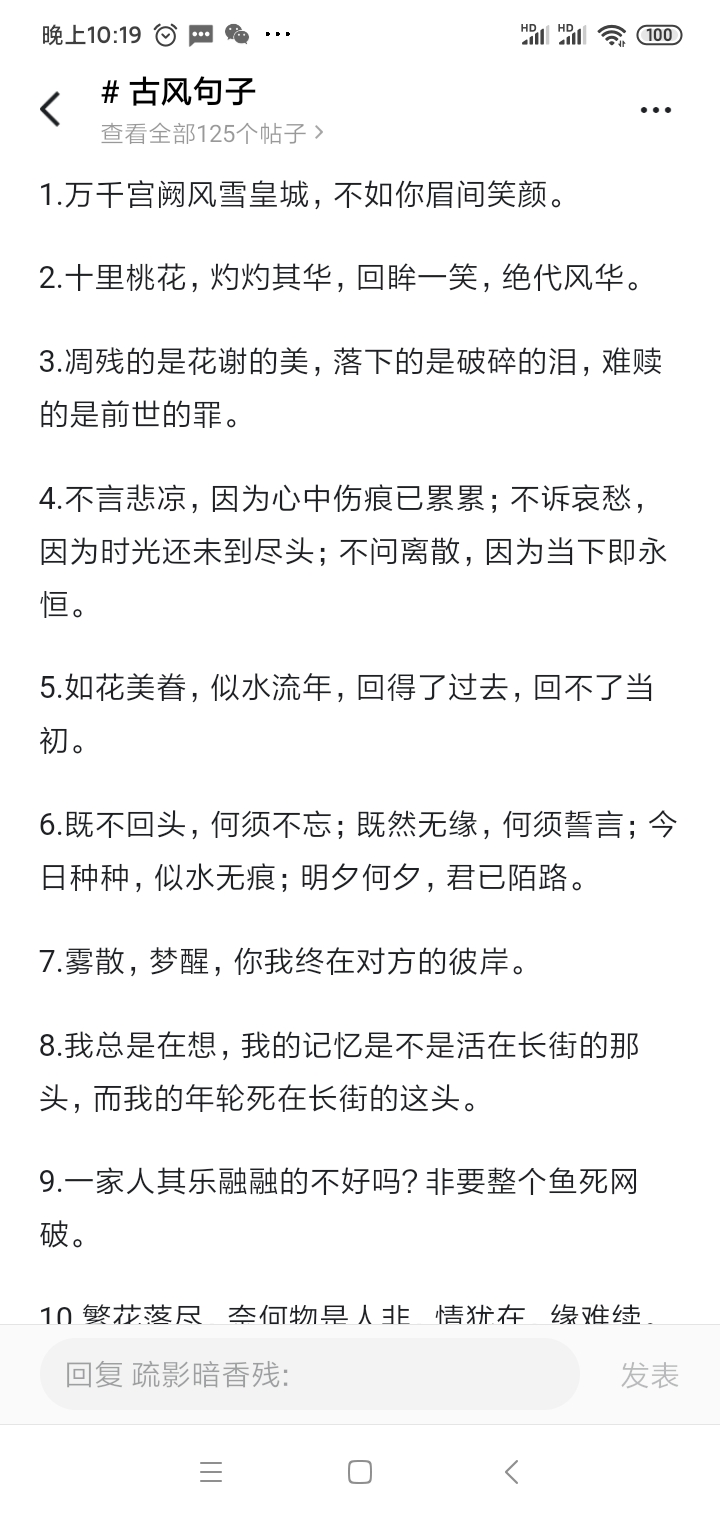 晚上10:19
HD HD 100
# 古风句子
查看全部125个帖子
1.万千宫阙风雪皇城，不如你眉间笑颜。
2.十里桃花，灼灼其华，回眸一笑，绝代风华。
3.凋残的是花谢的美，落下的是破碎的泪，难赎
的是前世的罪。
4.不言悲凉，因为心中伤痕已累累；不诉哀愁，
因为时光还未到尽头；不问离散，因为当下即永
恒。
5.如花美眷，似水流年，回得了过去，回不了当
初。
6.既不回头，何须不忘；既然无缘，何须誓言；今
日种种，似水无痕；明夕何夕，君已陌路。
7.雾散，梦醒，你我终在对方的彼岸。
8.我总是在想，我的记忆是不是活在长街的那
头，而我的年轮死在长街的这头。
9.一家人其乐融融的不好吗？非要整个鱼死网
破。
10.繁花落尽，奈何物是人非，情犹在，缘难续。
回复 疏影暗香残:
发表